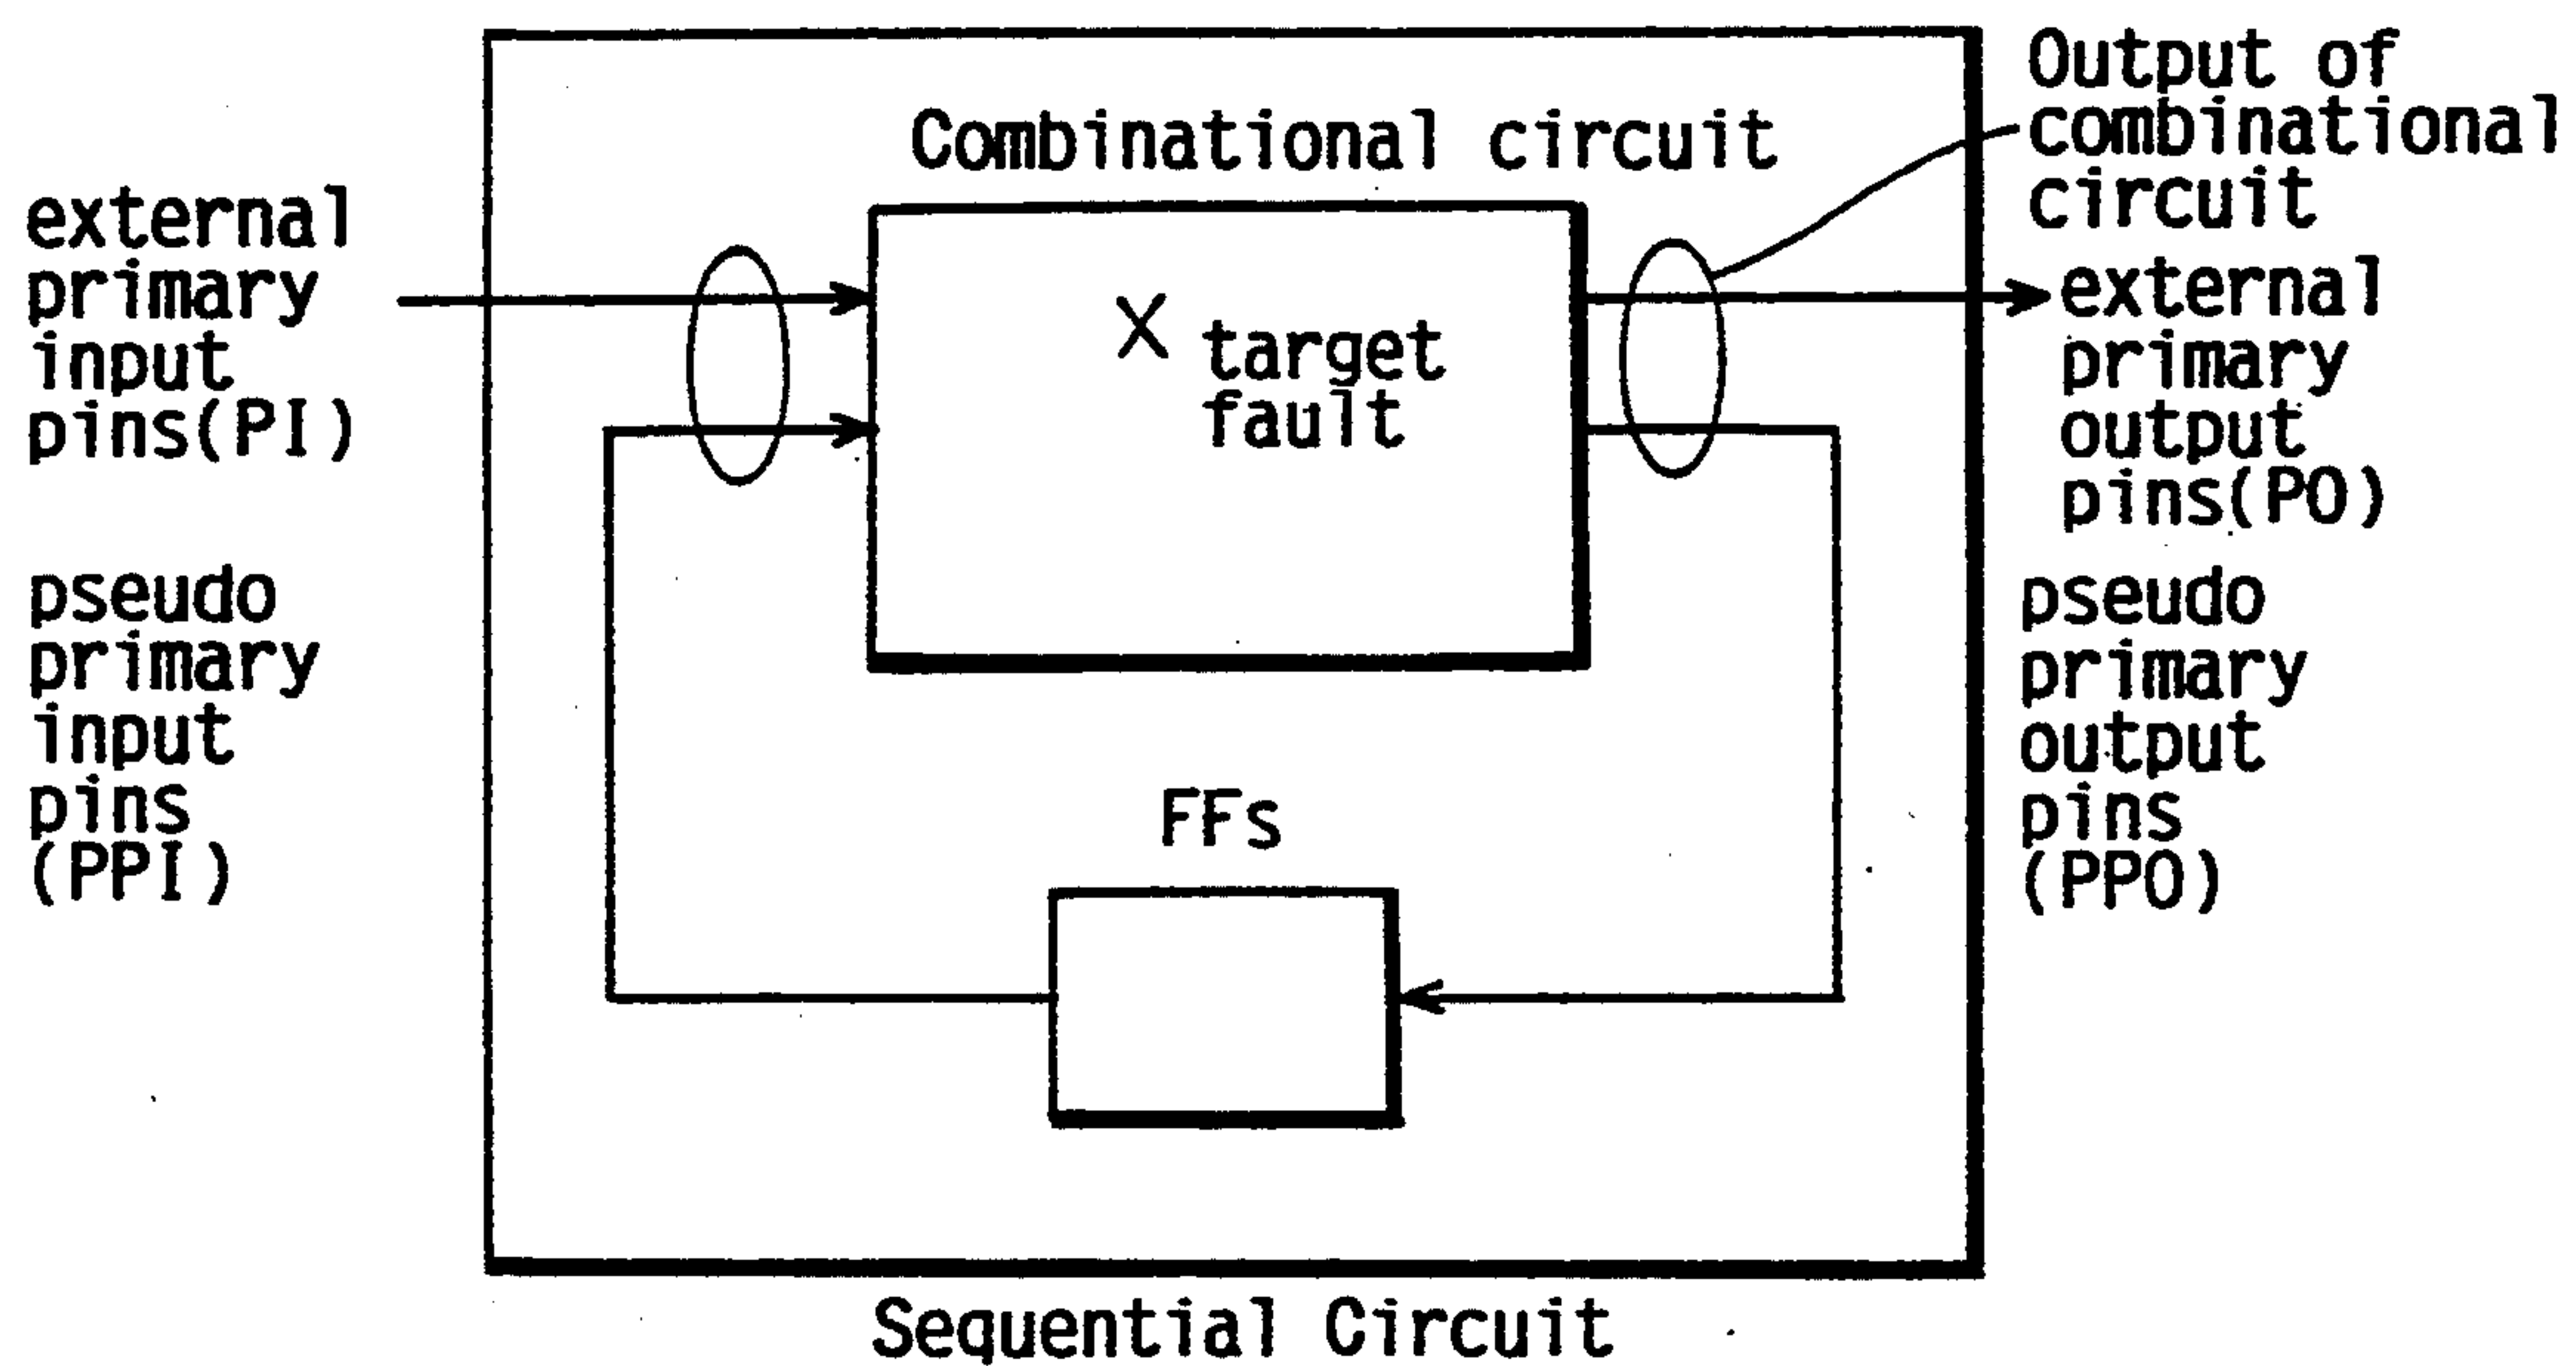 Output of
combinational
circuit
Combinational circuit
external
primary
input
pins(PI)
X target
fault
external
primary
output
pins(PO)
pseudo
primary
input
pins
(PPI)
pseudo
primary
output
pins
(PPO)
FFs
Sequential Circuit